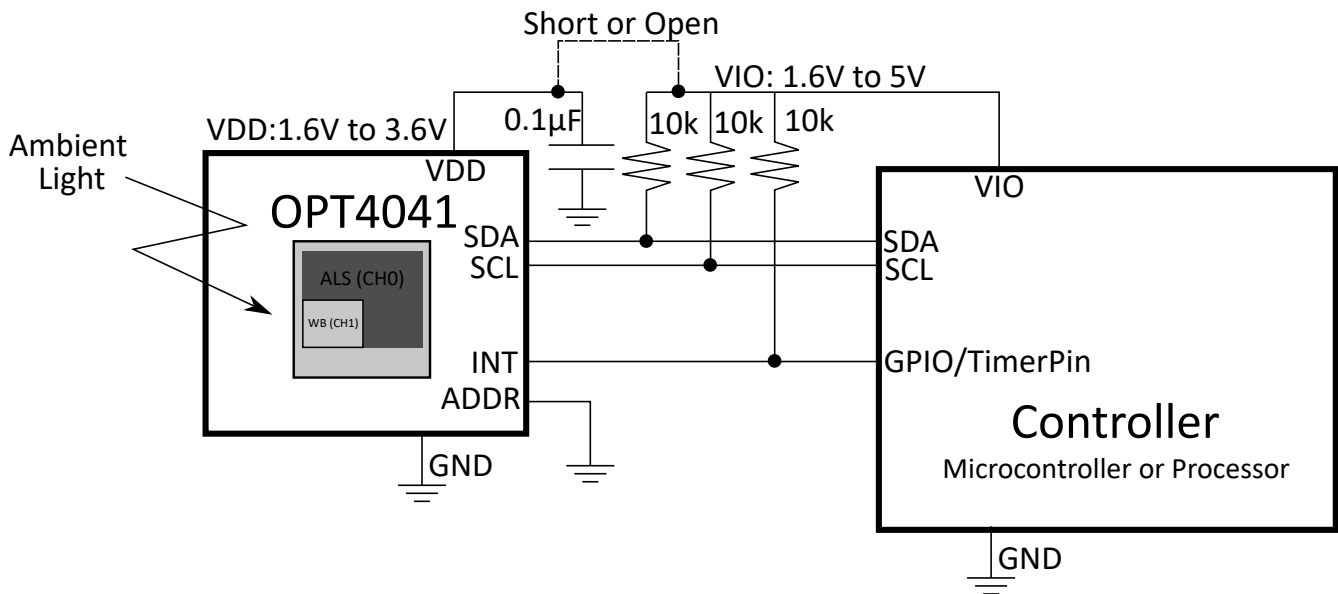 Short or Open
VIO: 1.6V to 5V
0.1µF
10k
10k
10k
VDD:1.6V to 3.6V
Ambient
Light
VDD
VIO
OPT4041
SDA
SCL
SDA
SCL
ALS (CH0)
WB (CH1)
INT
GPIO/TimerPin
ADDR
Controller
Microcontroller or Processor
GND
GND